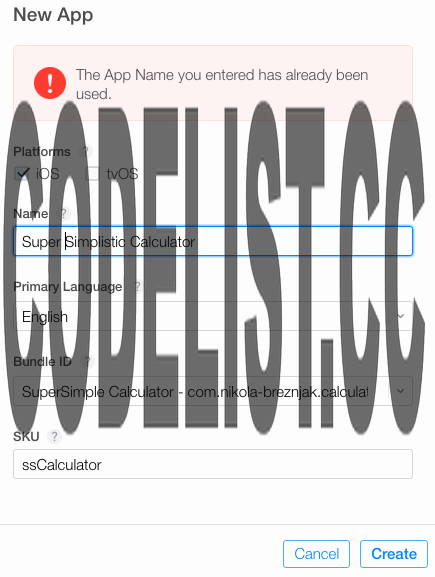 New App
The App Name you entered has already been
used.
Platforms ?
iOS tvOS
Name ?
Super Simplistic Calculator
Primary Language ?
English
Bundle ID ?
SuperSimple Calculator - com.nikola-breznjak.calculat
SKU ?
ssCalculator
Cancel Create
CODELIST.CC